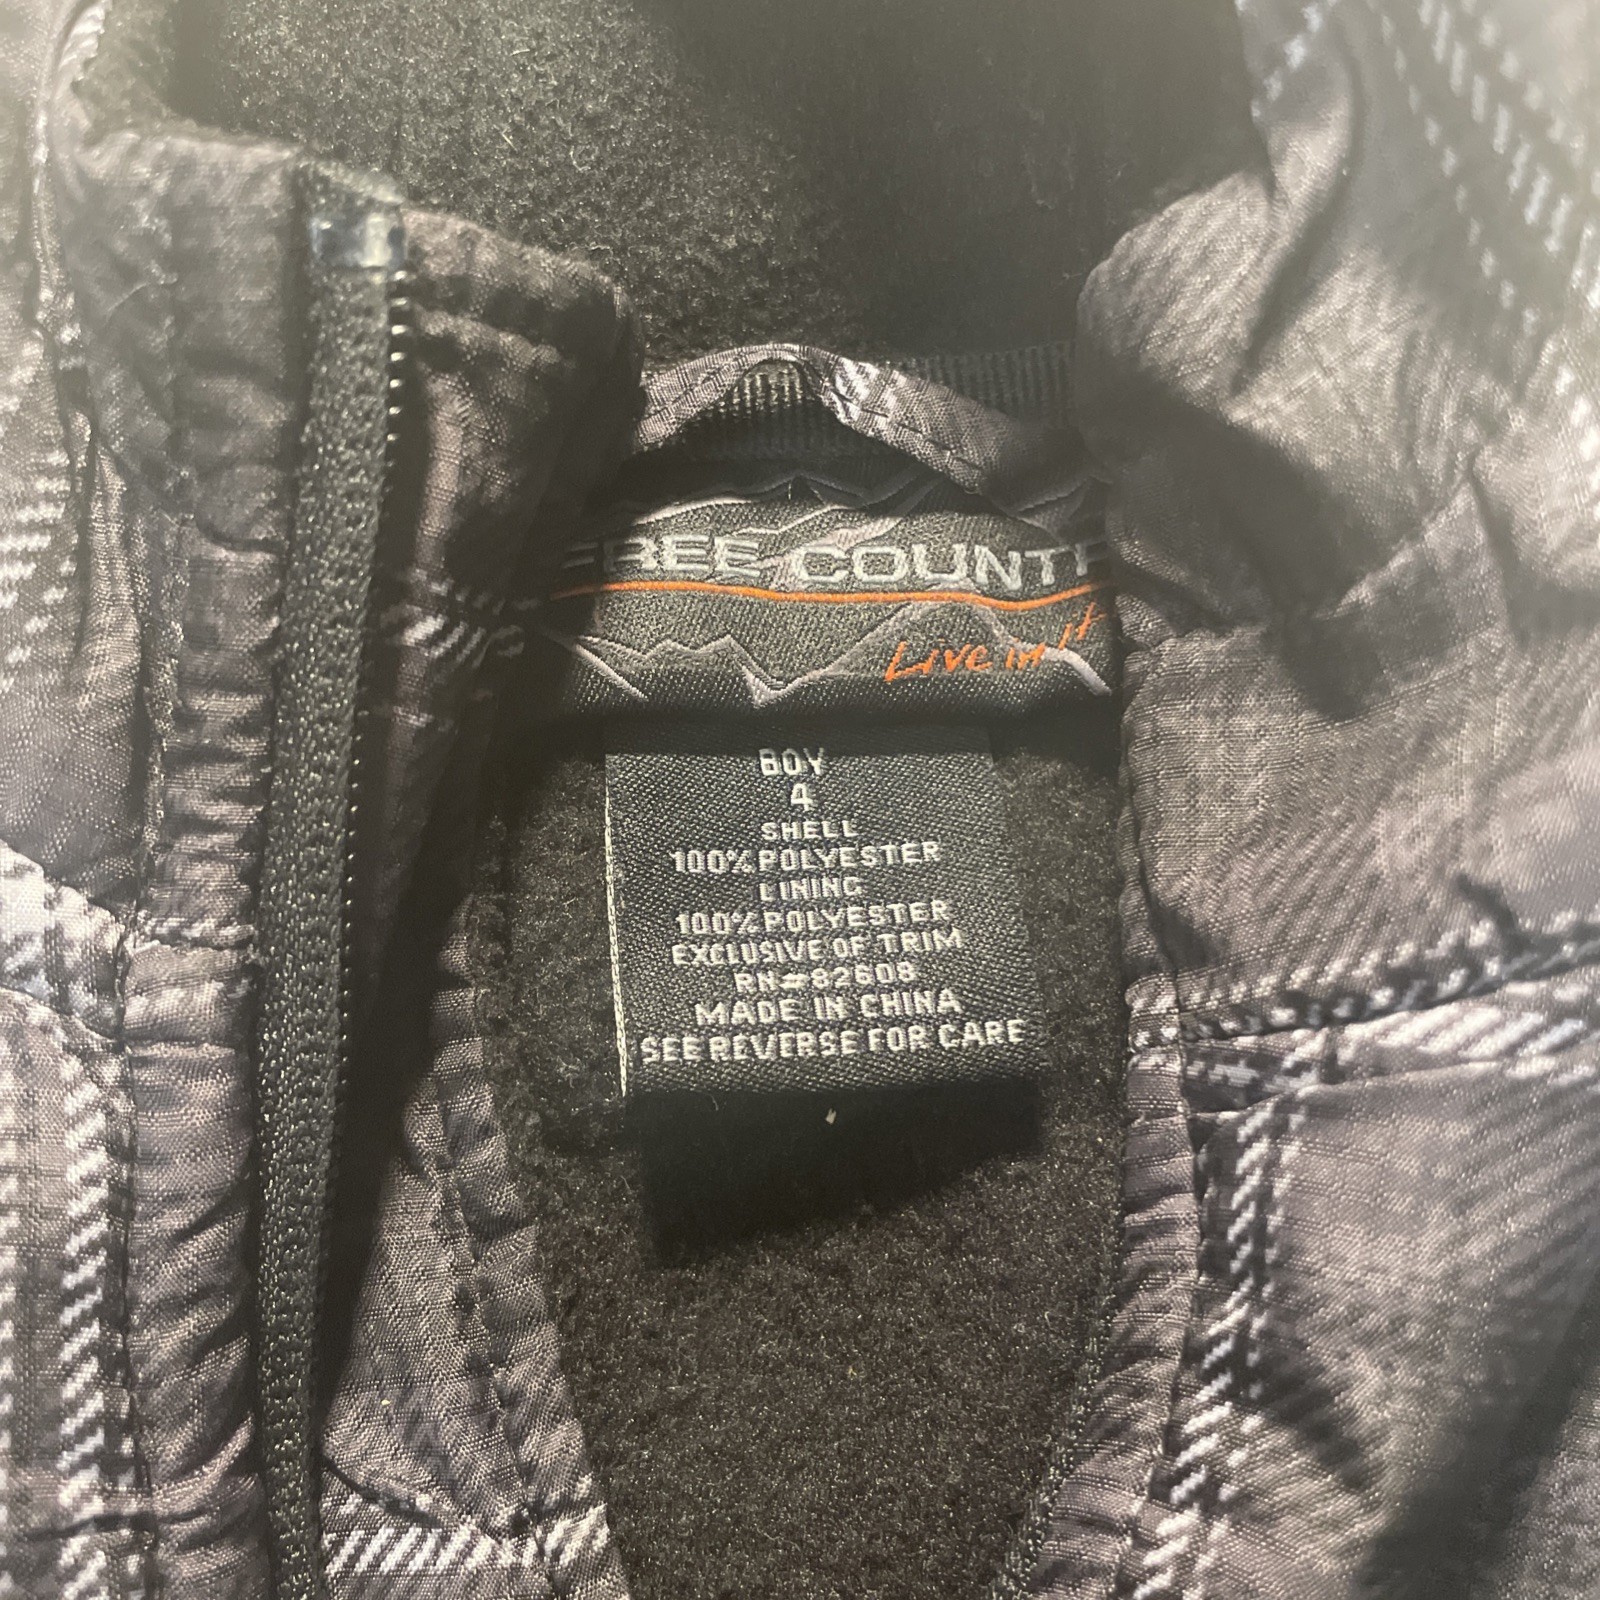 FREE COUNTR
Live in it
BOY
4
SHELL
100% POLYESTER
LINING
100% POLYESTER
EXCLUSIVE OF TRIM
RN#82608
MADE IN CHINA
SEE REVERSE FOR CARE